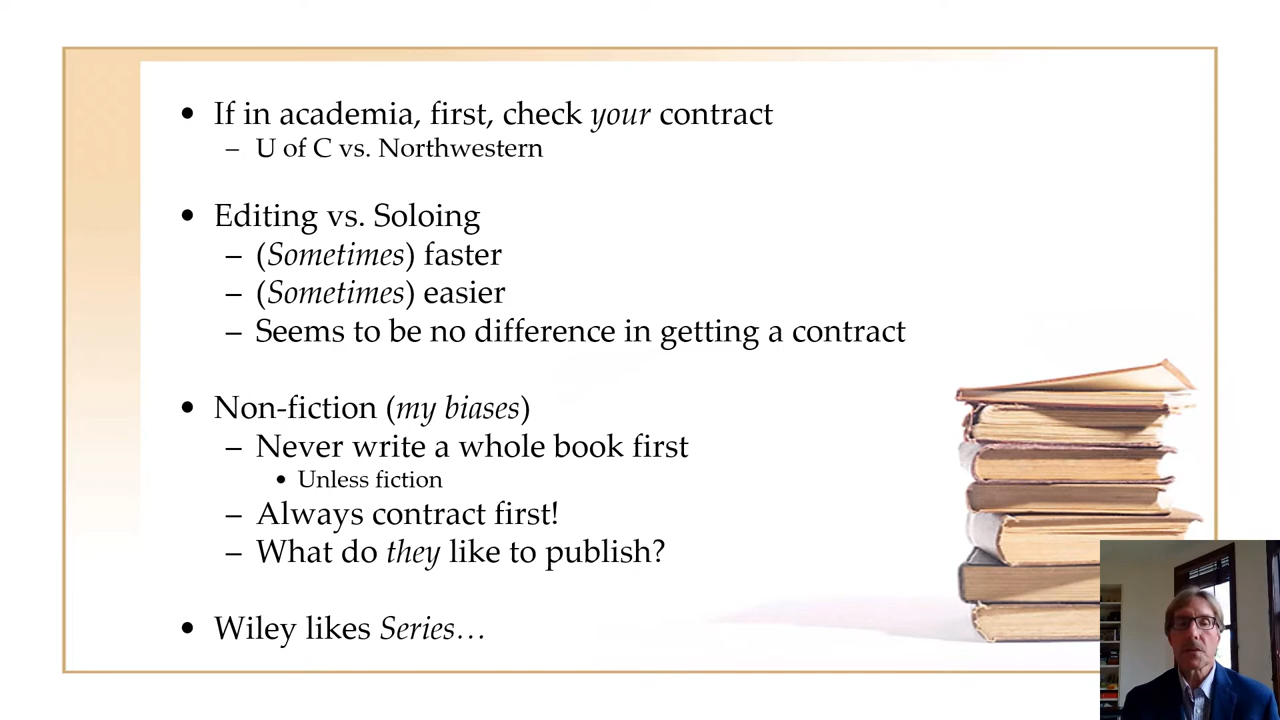 • If in academia, first, check your contract
– U of C vs. Northwestern
• Editing vs. Soloing
– (Sometimes) faster
– (Sometimes) easier
– Seems to be no difference in getting a contract
• Non-fiction (my biases)
– Never write a whole book first
• Unless fiction
– Always contract first!
– What do they like to publish?
• Wiley likes Series…